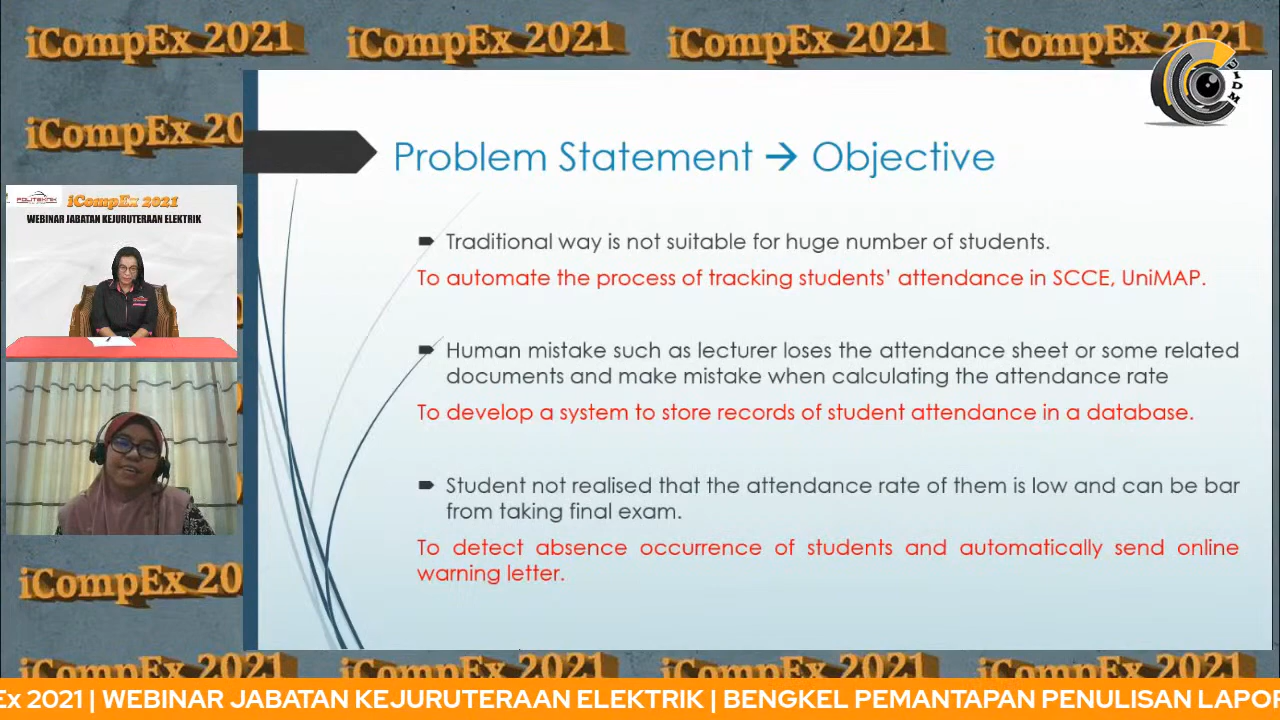 iCompEx 2021 iCompEx 2021 iCompEx 2021 iCompEx 2021
UIDM
iCompEx 20
Problem Statement → Objective
POLITEKNIK iCompEx 2021
WEBINAR JABATAN KEJURUTERAAN ELEKTRIK
Traditional way is not suitable for huge number of students.
To automate the process of tracking students' attendance in SCCE, UniMAP.
Human mistake such as lecturer loses the attendance sheet or some related
documents and make mistake when calculating the attendance rate
To develop a system to store records of student attendance in a database.
Student not realised that the attendance rate of them is low and can be bar
from taking final exam.
To detect absence occurrence of students and automatically send online
warning letter.
iCompEx 20
iCompEx 2021 iCompEx 2021 iCompEx 2021 iCompEx 2021
Ex 2021 | WEBINAR JABATAN KEJURUTERAAN ELEKTRIK | BENGKEL PEMANTAPAN PENULISAN LAPOR